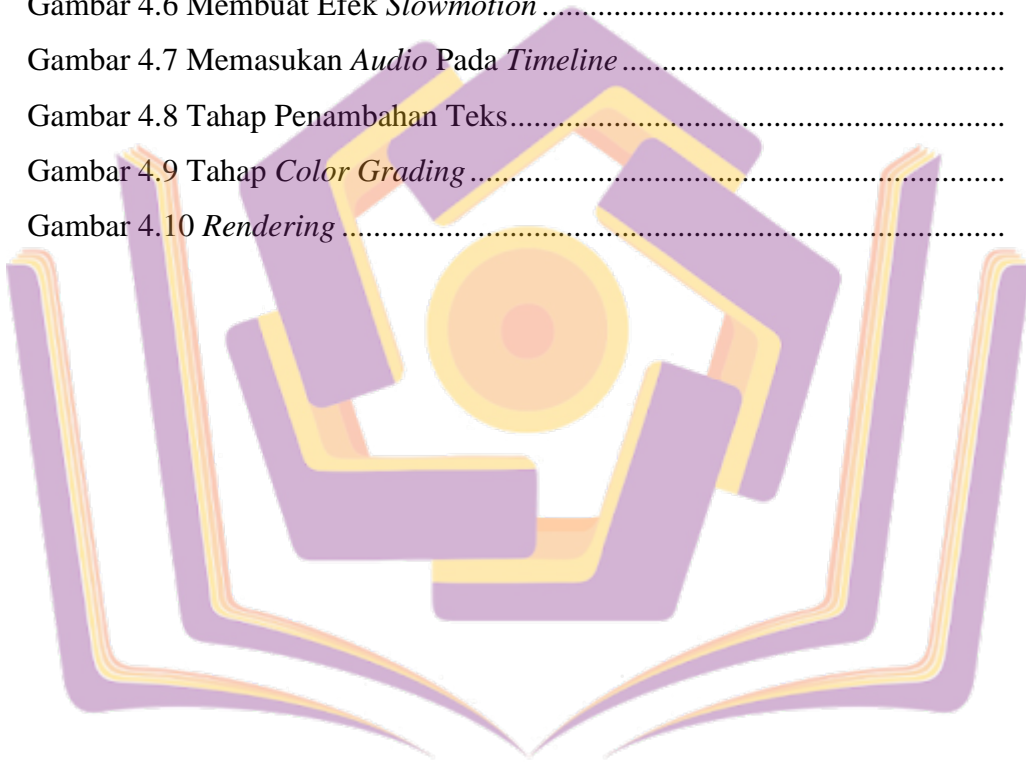 Gambar 4.6 Membuat Efek Slowmotion ..........................................................
Gambar 4.7 Memasukan Audio Pada Timeline ................................................
Gambar 4.8 Tahap Penambahan Teks..............................................................
Gambar 4.9 Tahap Color Grading ...................................................................
Gambar 4.10 Rendering ...................................................................................